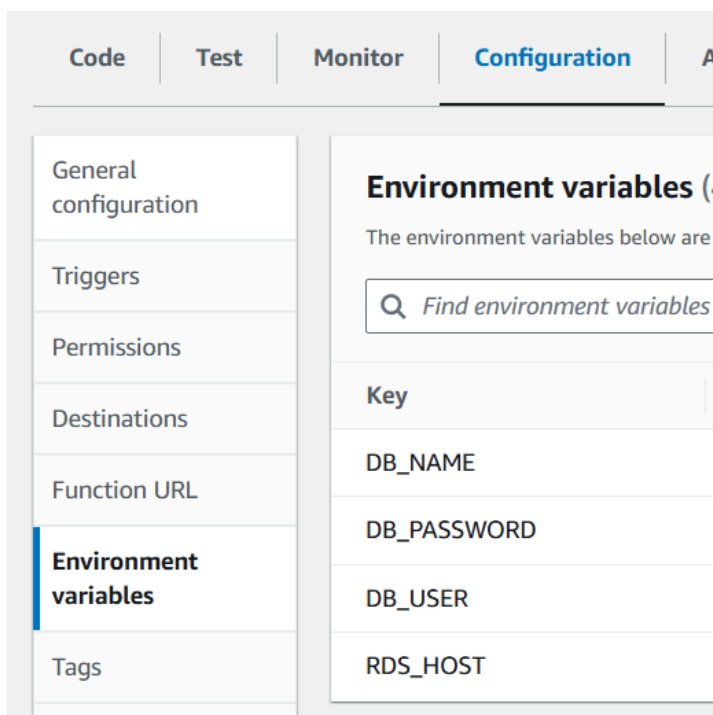 Code Test Monitor Configuration
General
configuration
Triggers
Permissions
Destinations
Function URL
Environment
variables
Tags
Environment variables (
The environment variables below are
Find environment variables
Key
DB_NAME
DB_PASSWORD
DB_USER
RDS_HOST